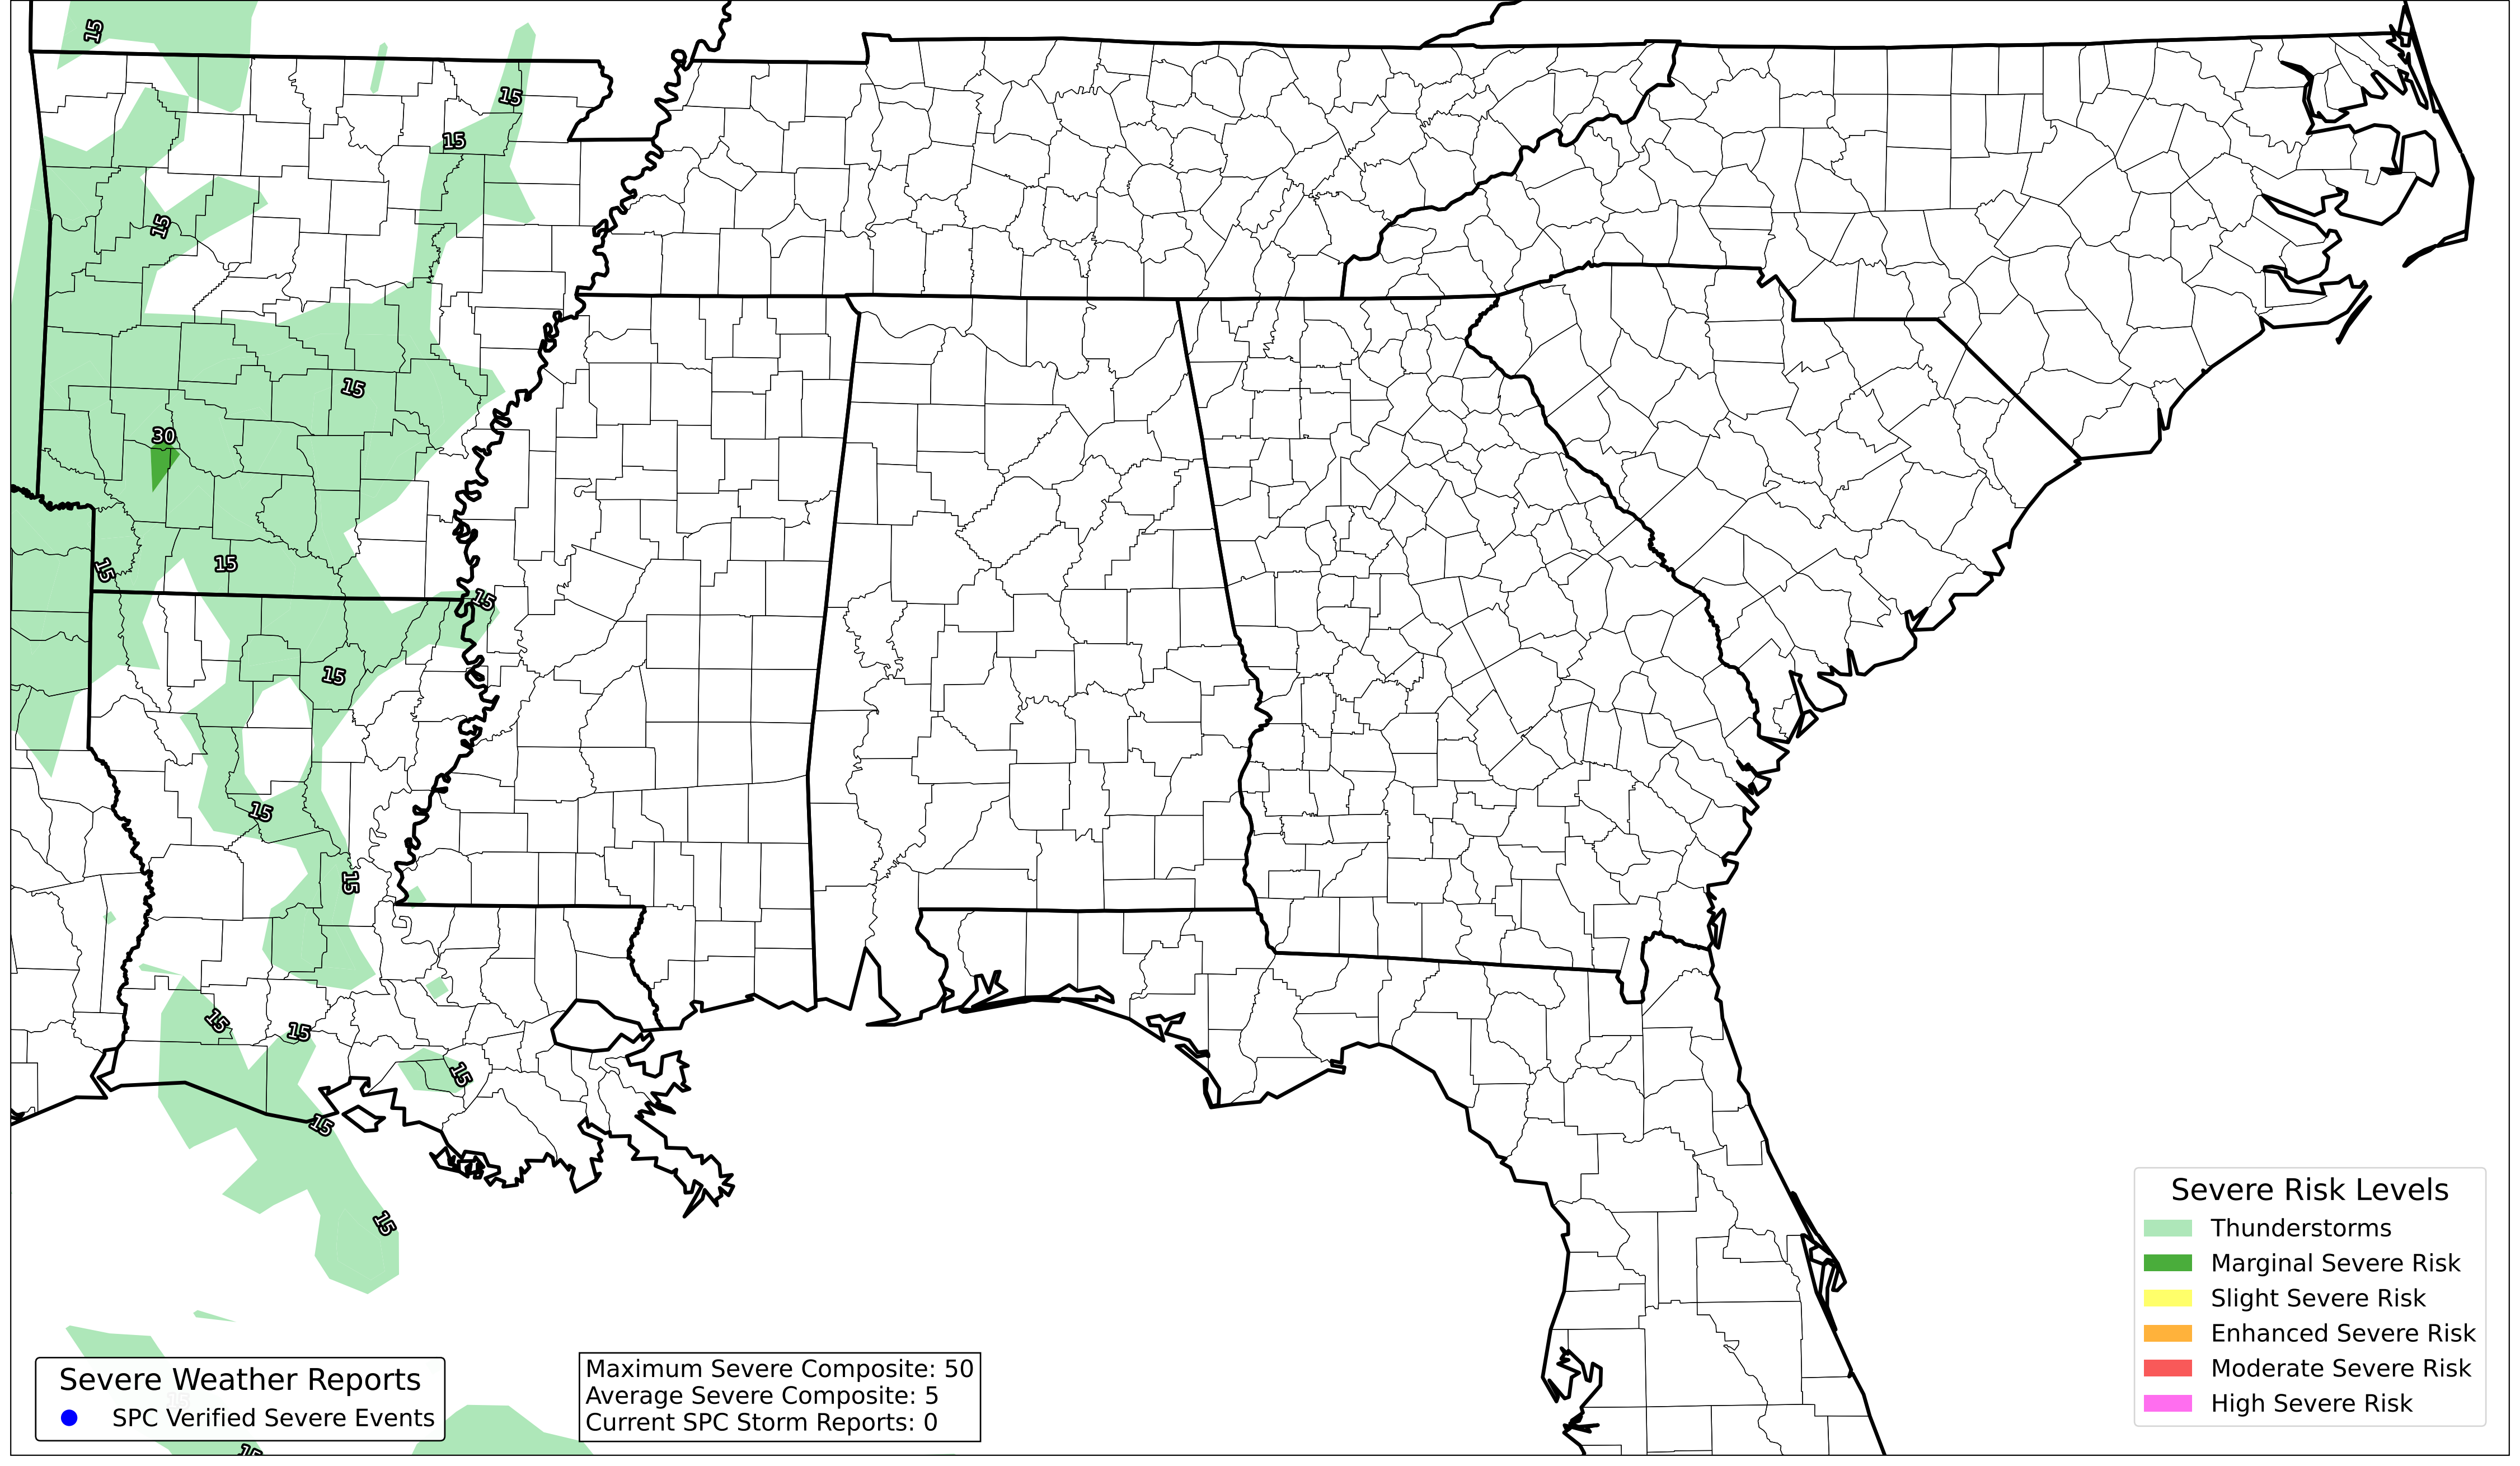 15
15
15
15
15
30
15
15
15
15
15
15
15
15
15
15
15
Severe Risk Levels
Thunderstorms
Marginal Severe Risk
Slight Severe Risk
Enhanced Severe Risk
Moderate Severe Risk
High Severe Risk
15
Severe Weather Reports
SPC Verified Severe Events
Maximum Severe Composite: 50
Average Severe Composite: 5
Current SPC Storm Reports: 0
15